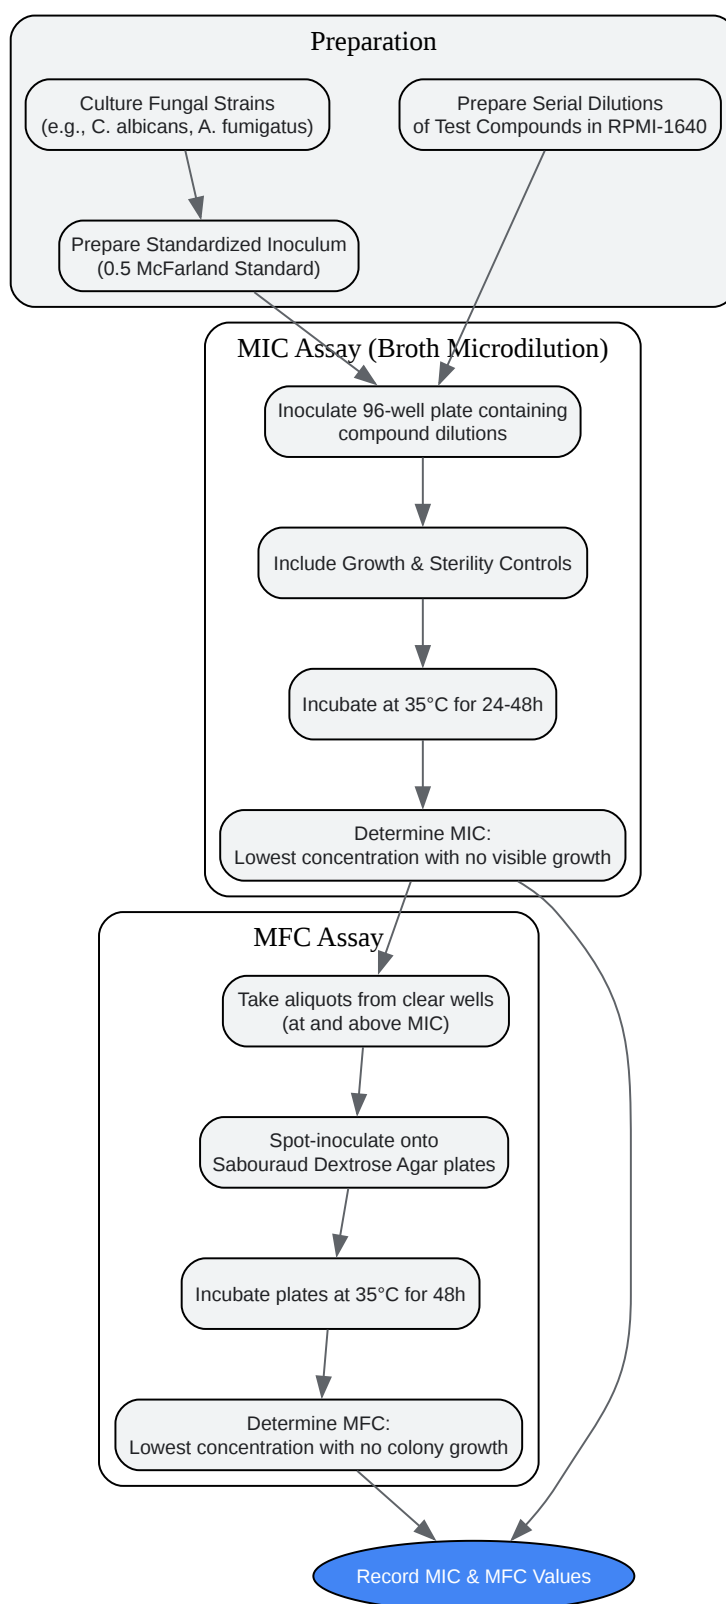 Preparation
Culture Fungal Strains
(e.g., C. albicans, A. fumigatus)
Prepare Serial Dilutions
of Test Compounds in RPMI-1640
Prepare Standardized Inoculum
(0.5 McFarland Standard)
MIC Assay (Broth Microdilution)
Inoculate 96-well plate containing
compound dilutions
Include Growth & Sterility Controls
Incubate at 35°C for 24-48h
Determine MIC:
Lowest concentration with no visible growth
MFC Assay
Take aliquots from clear wells
(at and above MIC)
Spot-inoculate onto
Sabouraud Dextrose Agar plates
Incubate plates at 35°C for 48h
Determine MFC:
Lowest concentration with no colony growth
Record MIC & MFC Values